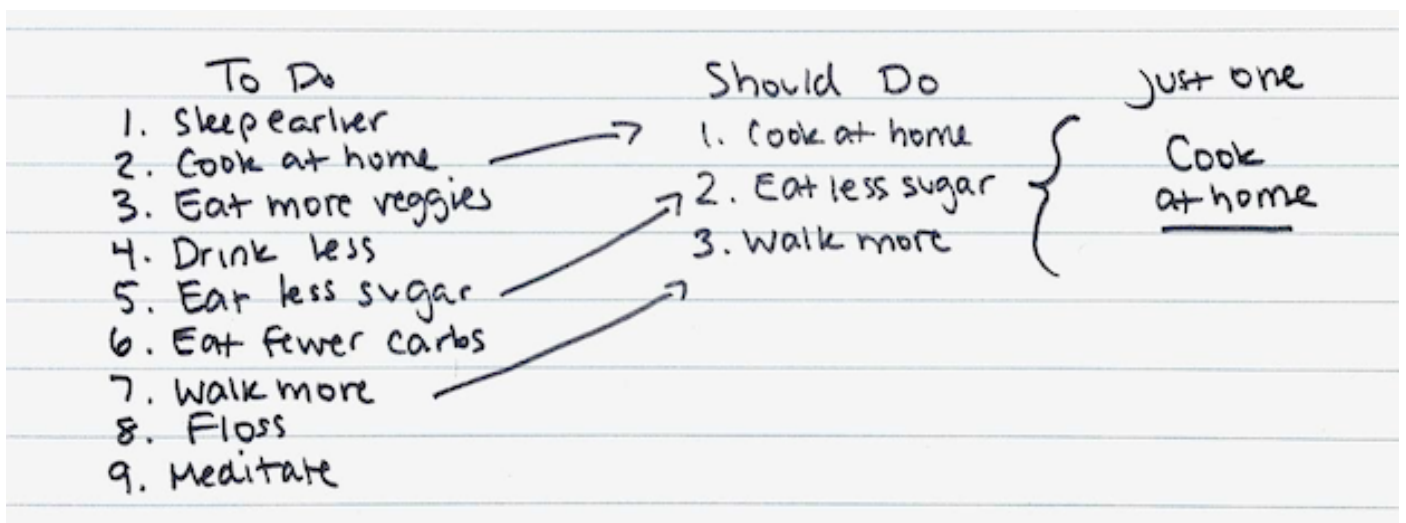 To Do
1. Sleep earlier
2. Cook at home
3. Eat more veggies
4. Drink less
5. Eat less sugar
6. Eat fewer carbs
7. Walk more
8. Floss
9. Meditate
Should Do
1. Cook at home
2. Eat less sugar
3. Walk more
Just one
Cook
at home